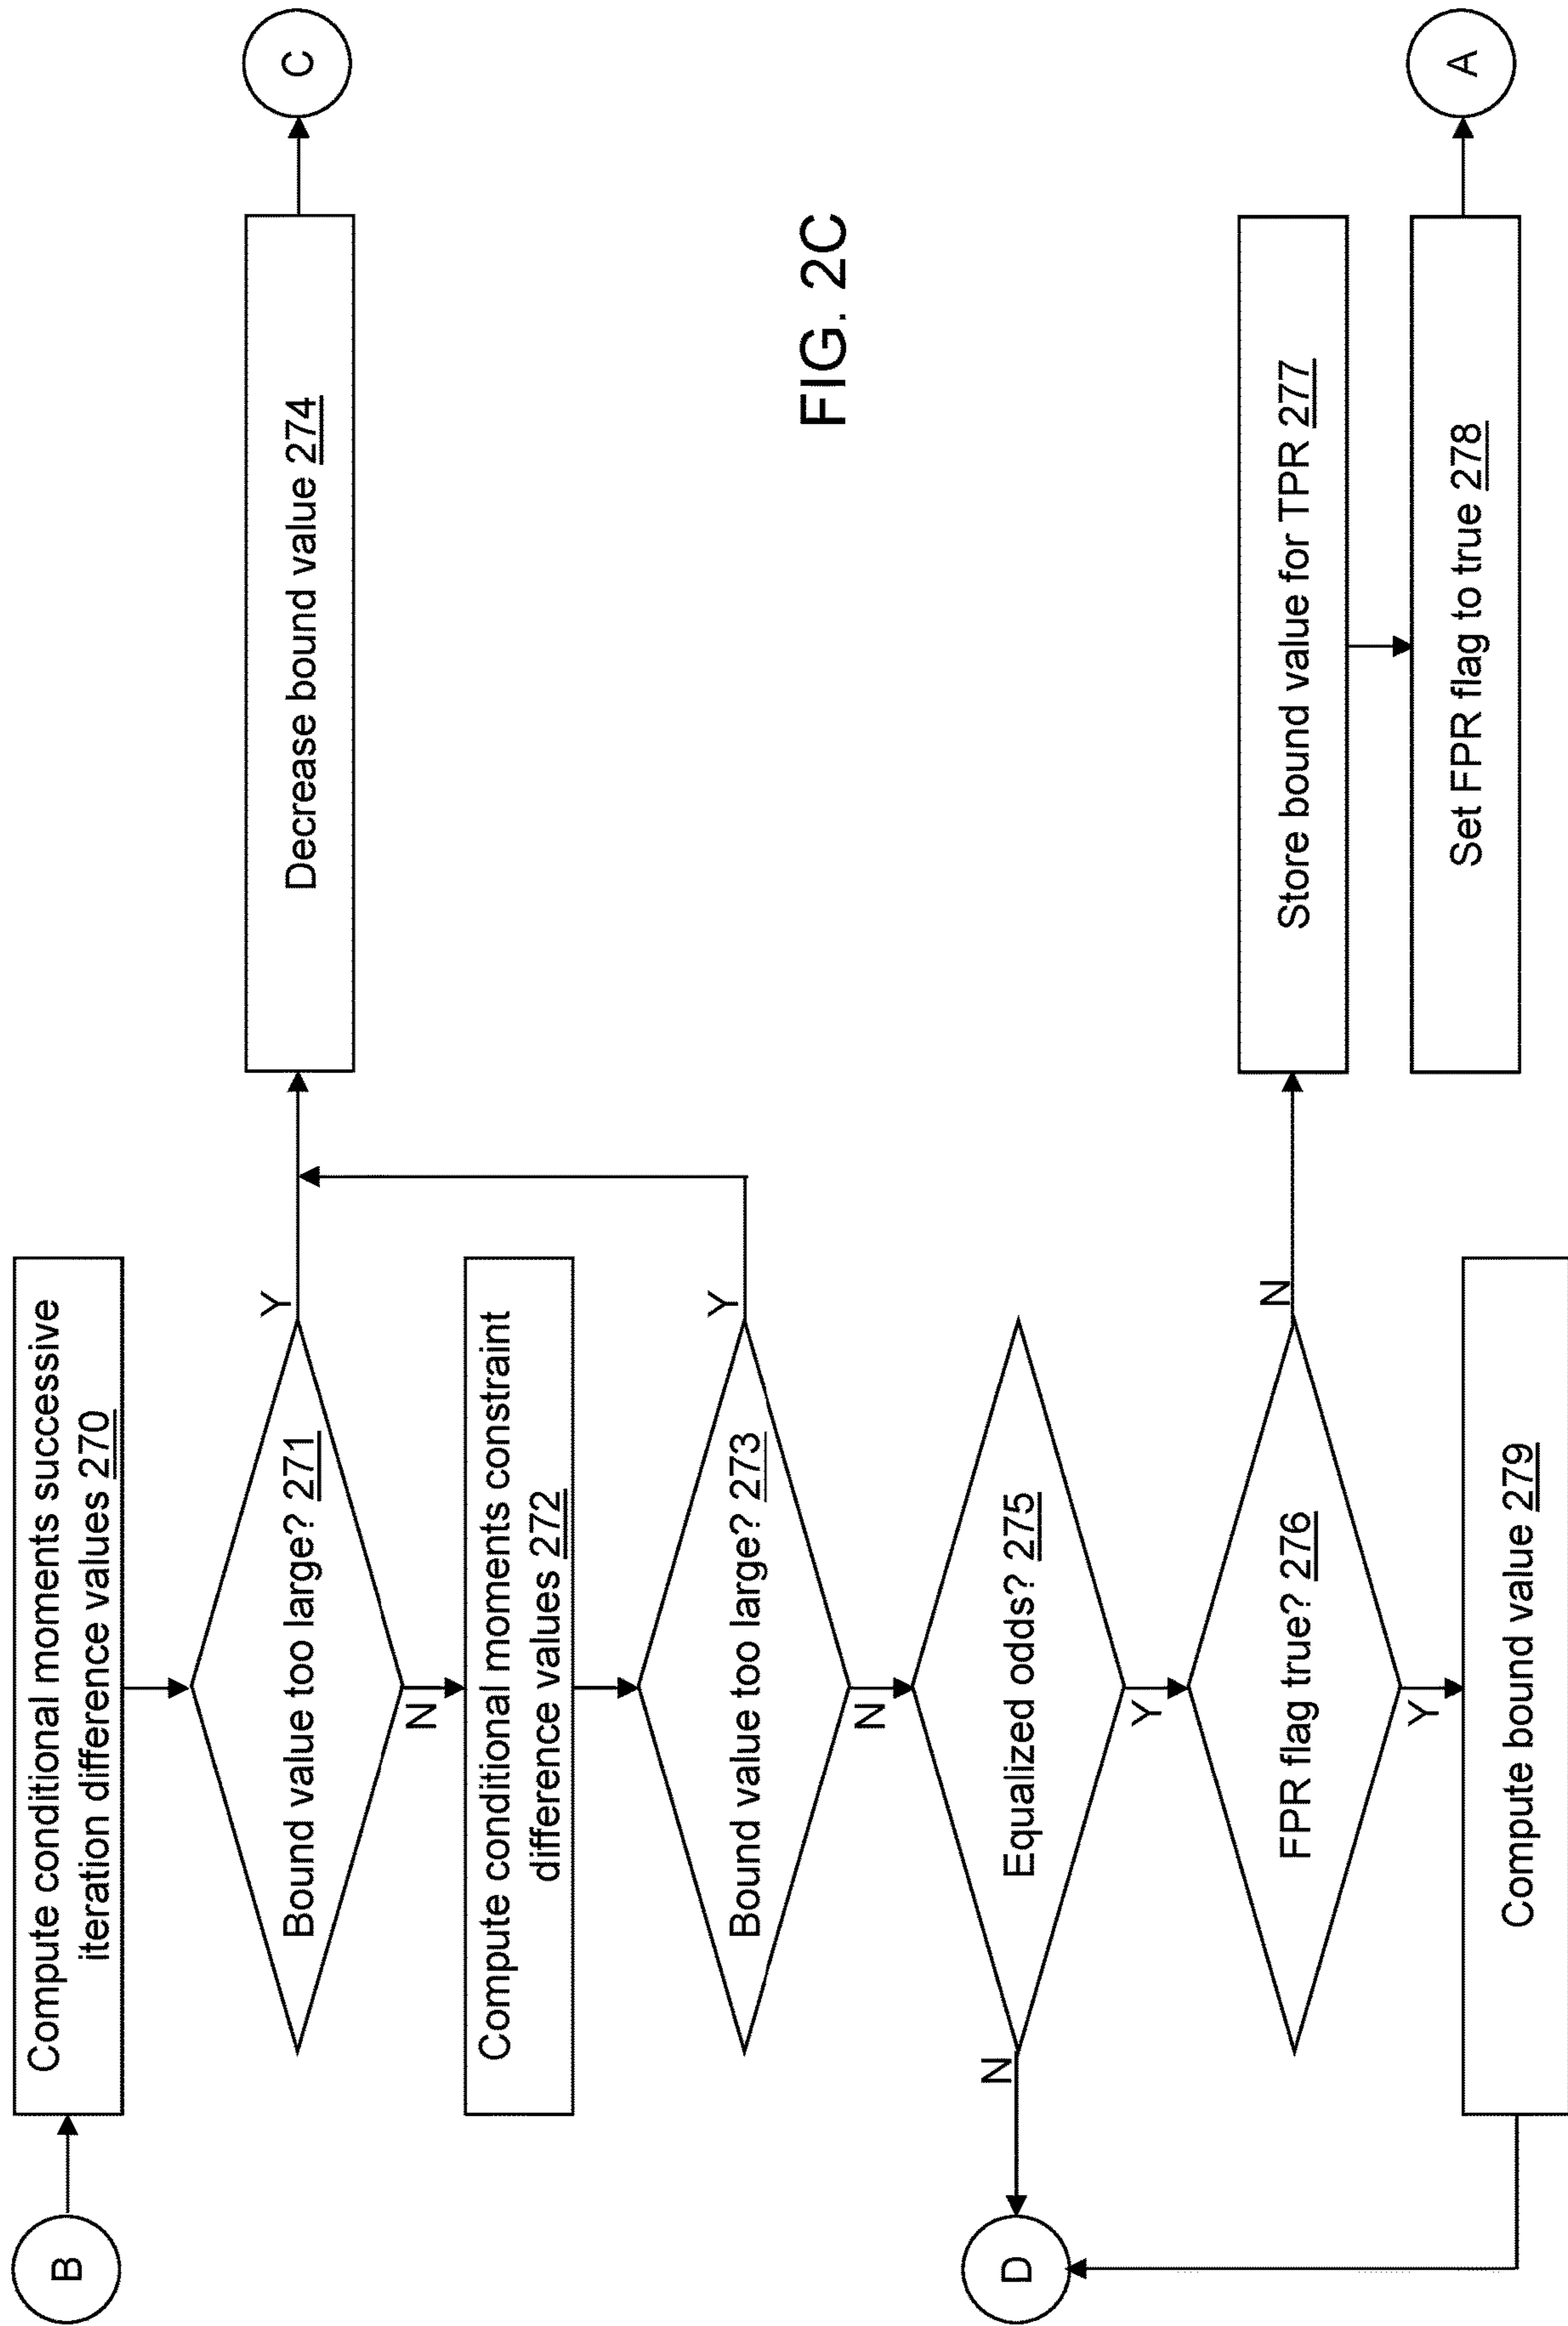 B
Compute conditional moments successive
iteration difference values 270
Bound value too large? 271
Y
N
Decrease bound value 274
C
Compute conditional moments constraint
difference values 272
Bound value too large? 273
Y
N
Equalized odds? 275
N
Y
D
FPR flag true? 276
N
Y
Store bound value for TPR 277
Set FPR flag to true 278
A
Compute bound value 279
FIG. 2C